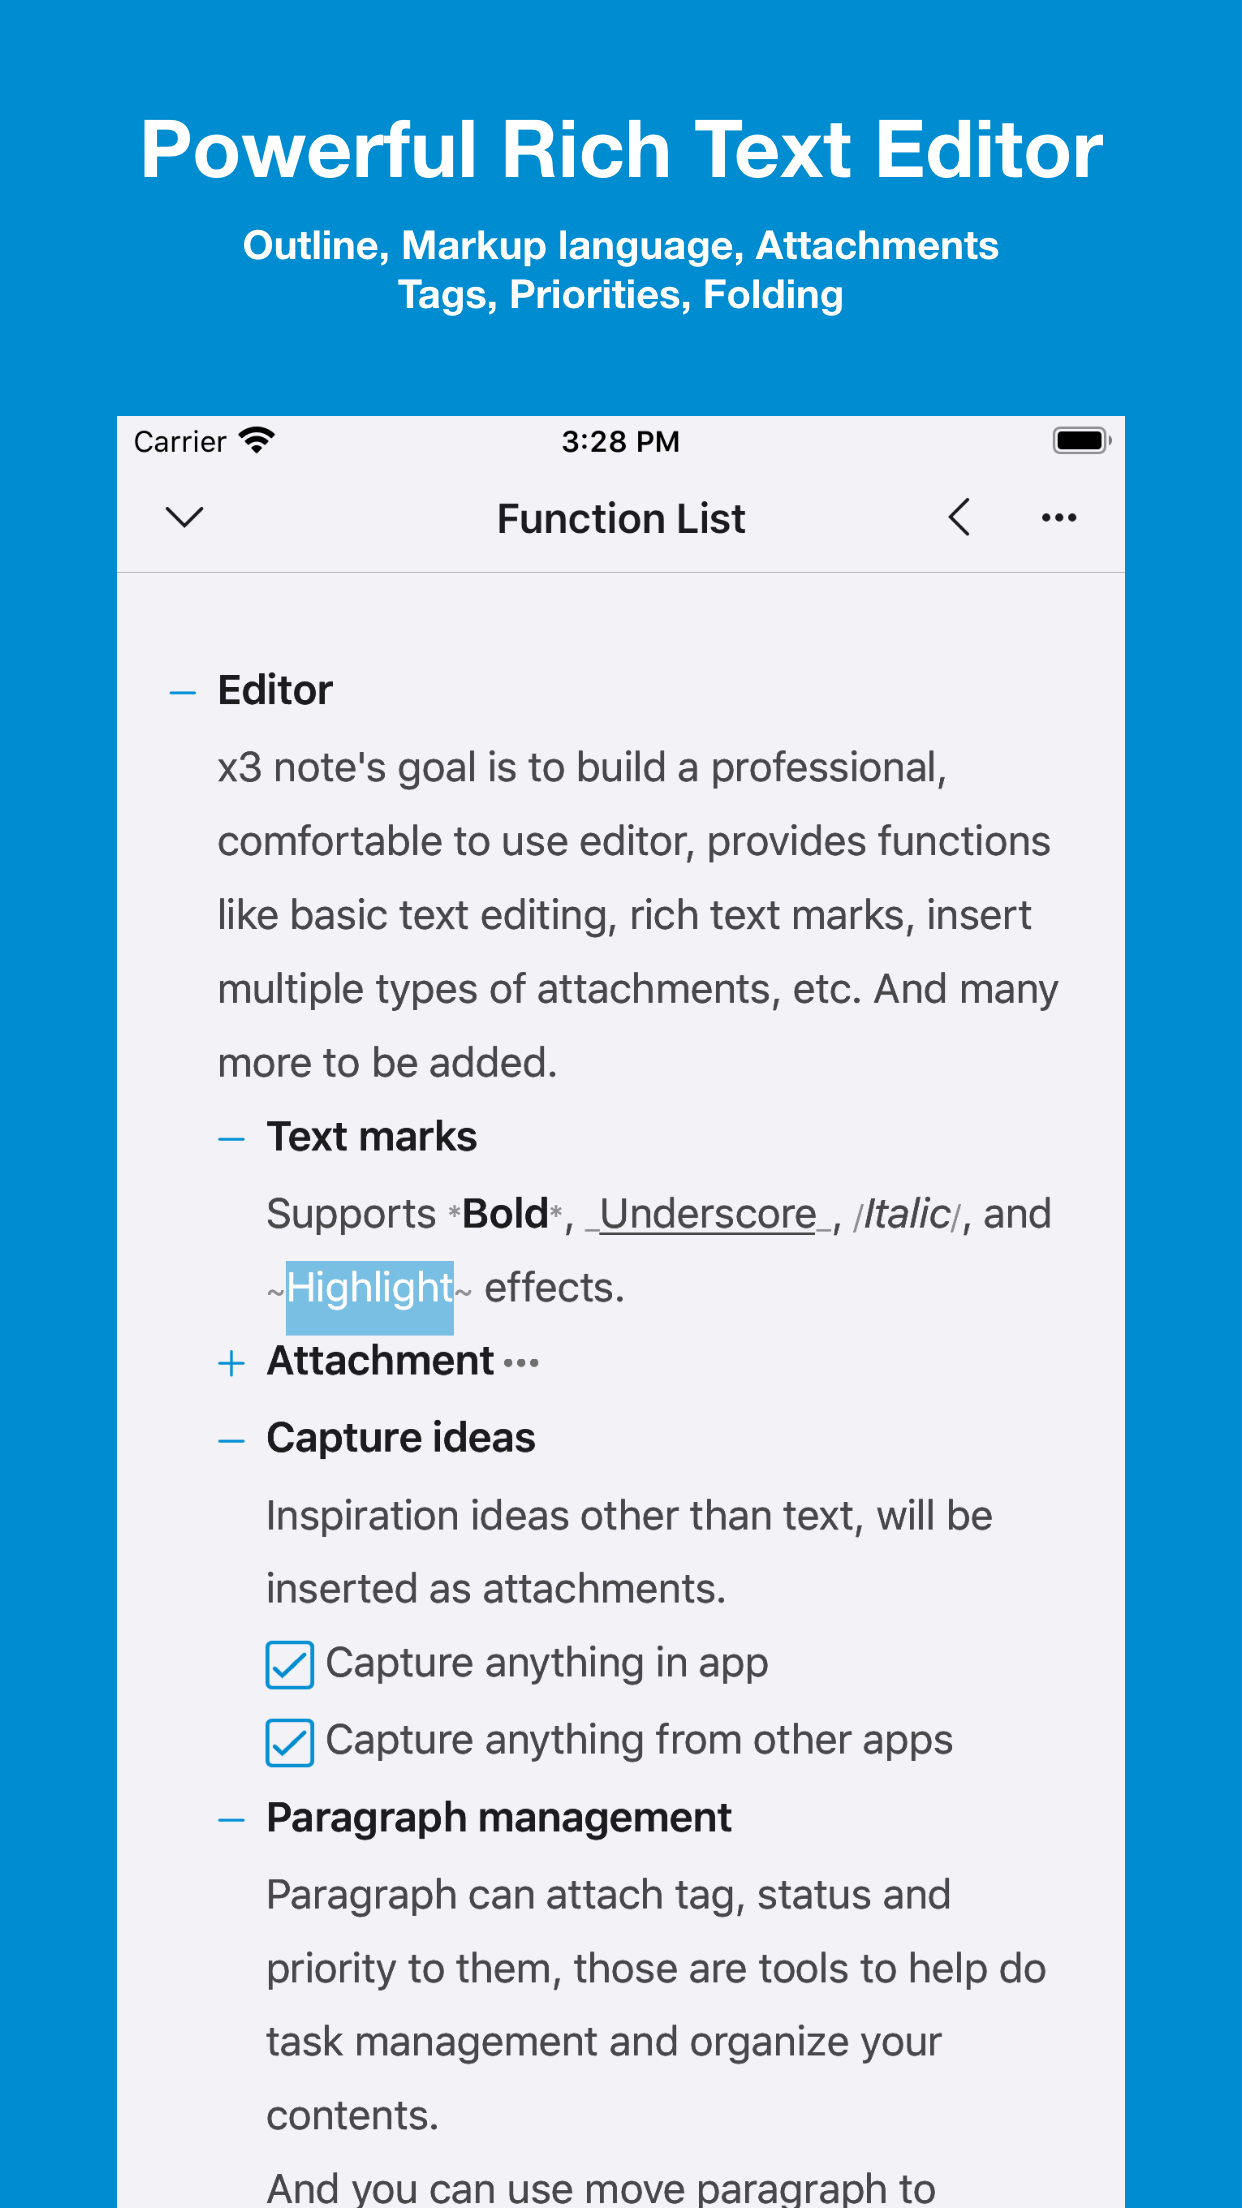 Powerful Rich Text Editor
Outline, Markup language, Attachments
Tags, Priorities, Folding
Carrier 3:28 PM
Function List
Editor
x3 note's goal is to build a professional,
comfortable to use editor, provides functions
like basic text editing, rich text marks, insert
multiple types of attachments, etc. And many
more to be added.
Text marks
Supports *Bold*, _Underscore_, /Italic/, and
~Highlight~ effects.
Attachment •••
Capture ideas
Inspiration ideas other than text, will be
inserted as attachments.
Capture anything in app
Capture anything from other apps
Paragraph management
Paragraph can attach tag, status and
priority to them, those are tools to help do
task management and organize your
contents.
And you can use move paragraph to